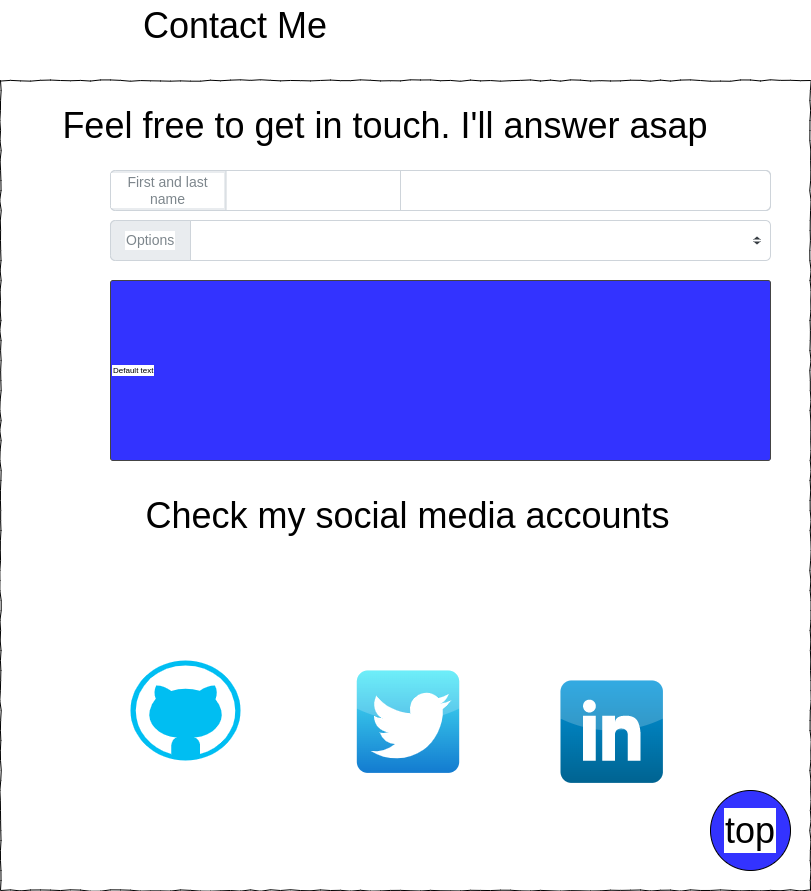 Contact Me
Feel free to get in touch. I'll answer asap
First and last
name
Options
Default text
Check my social media accounts
in
top